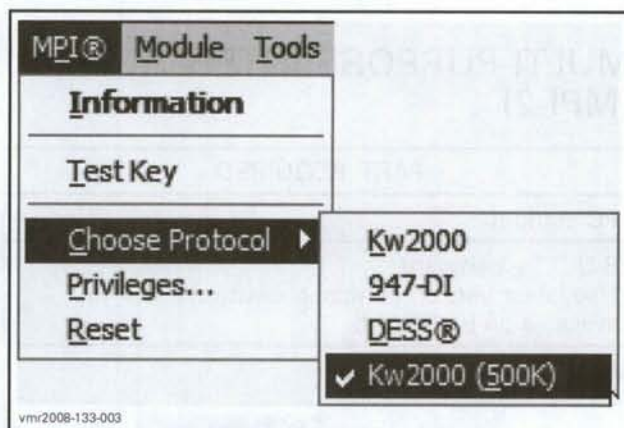 MPI® Module Tools
Information
Test Key
Choose Protocol
Privileges...
Reset
Kw2000
947-DI
DESS®
Kw2000 (500K)
vmr2008-133-003